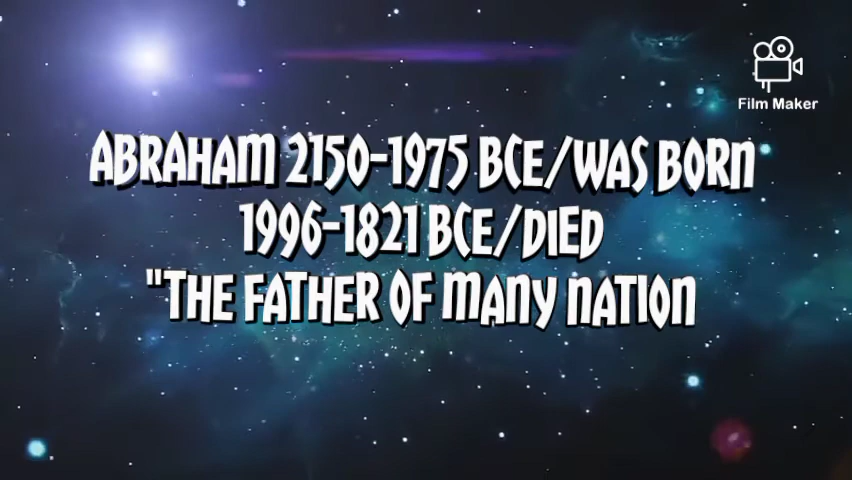 Film Maker
ABRAHAM 2150-1975 BCE/WAS BORN
1996-1821 BCE/DIED
"THE FATHER OF MANY NATION